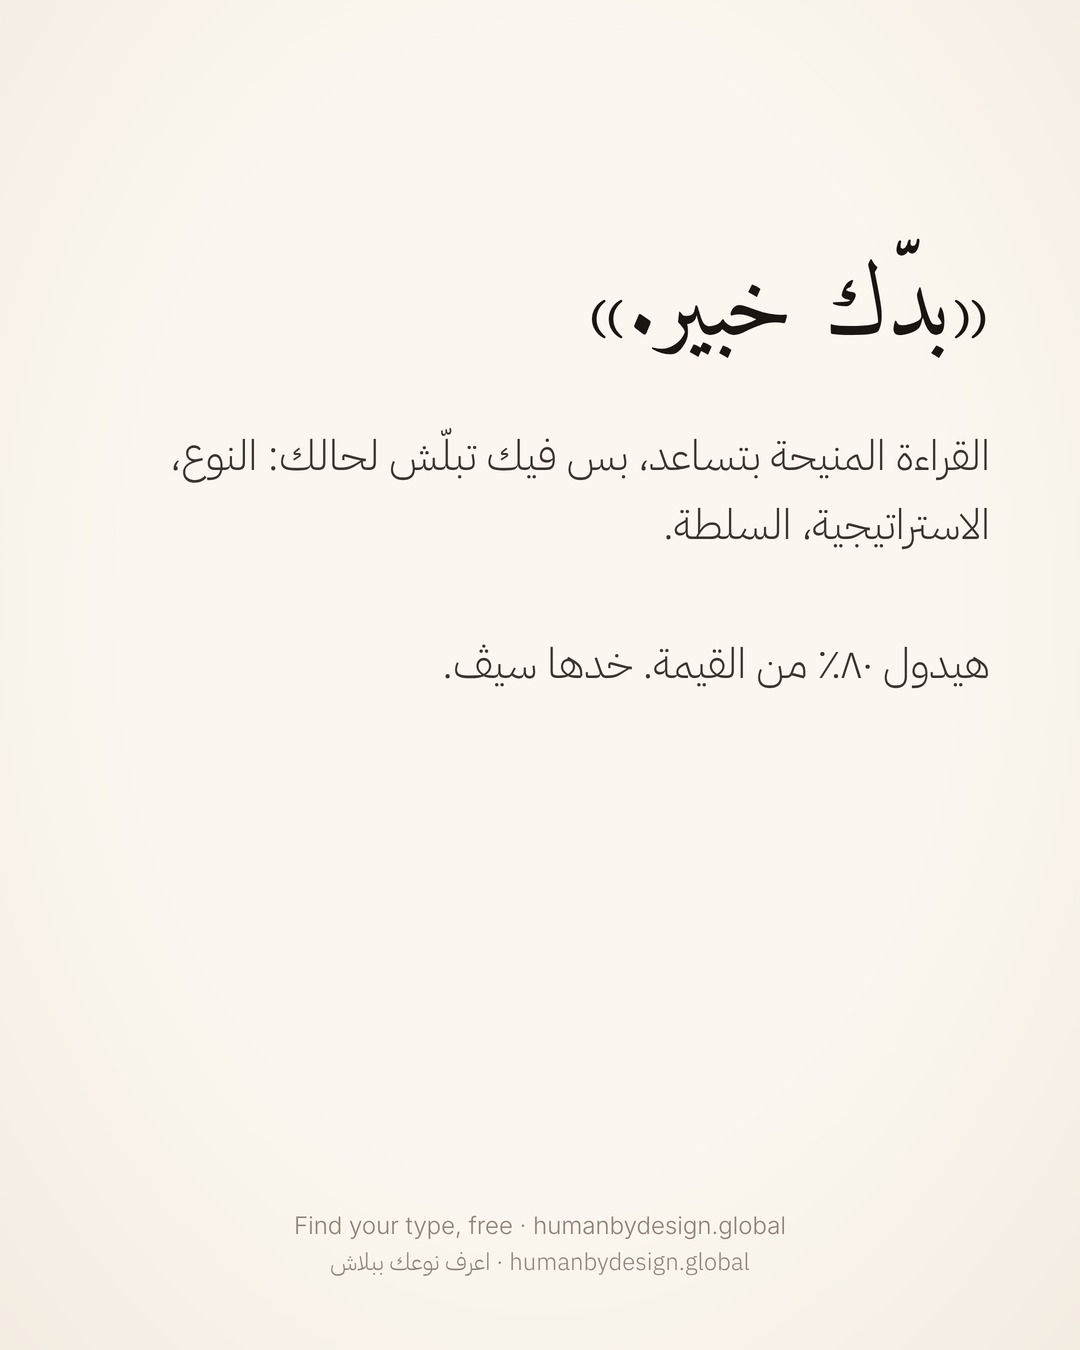 «بدّك خبير.»
القراءة المنيحة بتساعد، بس فيك تبلّش لحالك: النوع،
الاستراتيجية، السلطة.
هيدول ٨٠٪ من القيمة. خدها سيڤ.
Find your type, free · humanbydesign.global
اعرف نوعك ببلاش · humanbydesign.global